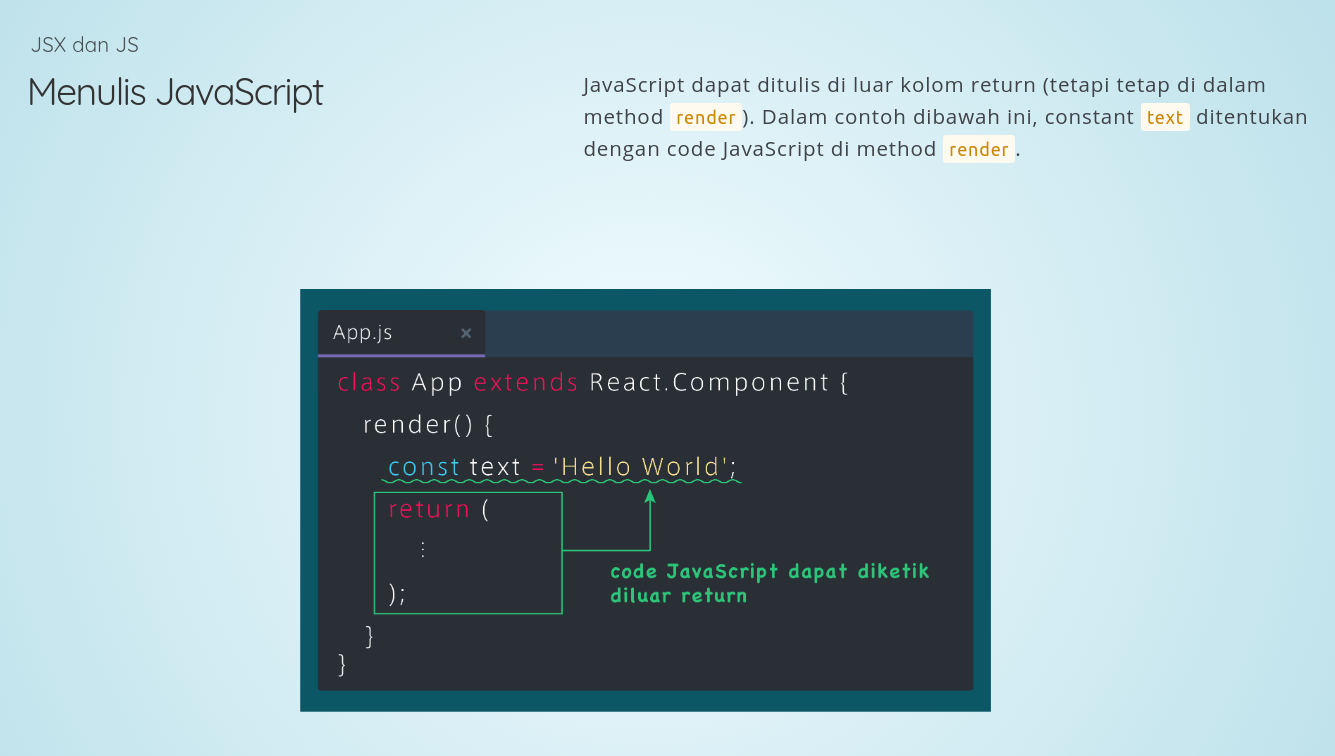 JSX dan JS
Menulis JavaScript
JavaScript dapat ditulis di luar kolom return (tetapi tetap di dalam
method render). Dalam contoh dibawah ini, constant text ditentukan
dengan code JavaScript di method render.
App.js ×
class App extends React.Component {
render() {
const text = 'Hello World';
return (
⋮
);
code JavaScript dapat diketik
diluar return
}
}